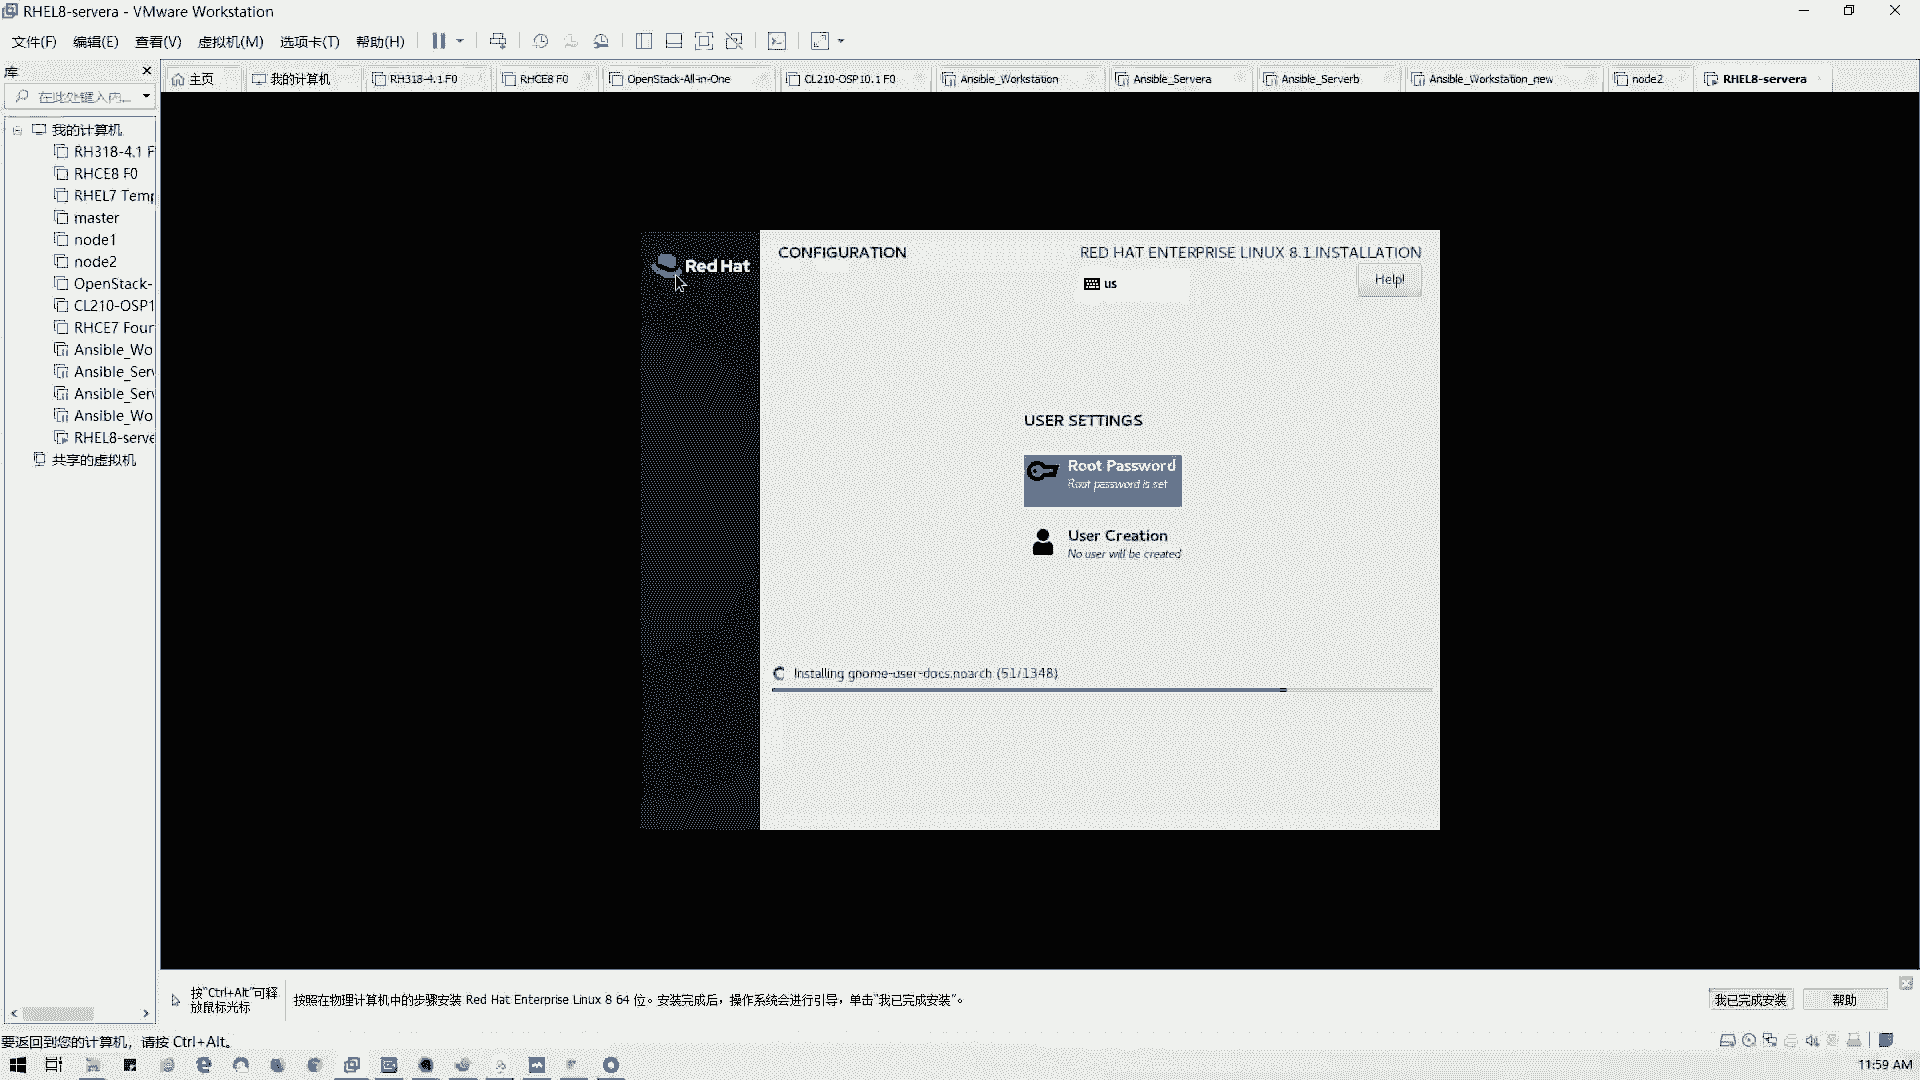 RHEL8-servera - VMware Workstation
文件(F) 编辑(E) 查看(V) 虚拟机(M) 选项卡(T) 帮助(H)
库
在此处键入内...
主页
我的计算机
RH318-4.1 F0
RHCE8 F0
OpenStack-All-in-One
CL210-OSP10.1 F0
Ansible_Workstation
Ansible_Servera
Ansible_Serverb
Ansible_Workstation_new
node2
RHEL8-servera
我的计算机
RH318-4.1 F
RHCE8 F0
RHEL7 Temp
master
node1
node2
OpenStack-
CL210-OSP1
RHCE7 Four
Ansible_Wo
Ansible_Serv
Ansible_Serv
Ansible_Wo
RHEL8-serve
共享的虚拟机
Red Hat
CONFIGURATION
RED HAT ENTERPRISE LINUX 8.1 INSTALLATION
us
Help!
USER SETTINGS
Root Password
Root password is set
User Creation
No user will be created
Installing gnome-user-docs.noarch (51/1348)
按"Ctrl+Alt"可释
放鼠标光标
按照在物理计算机中的步骤安装 Red Hat Enterprise Linux 8 64 位。安装完成后，操作系统会进行引导，单击"我已完成安装"。
我已完成安装
帮助
要返回到您的计算机，请按 Ctrl+Alt。
11:59 AM